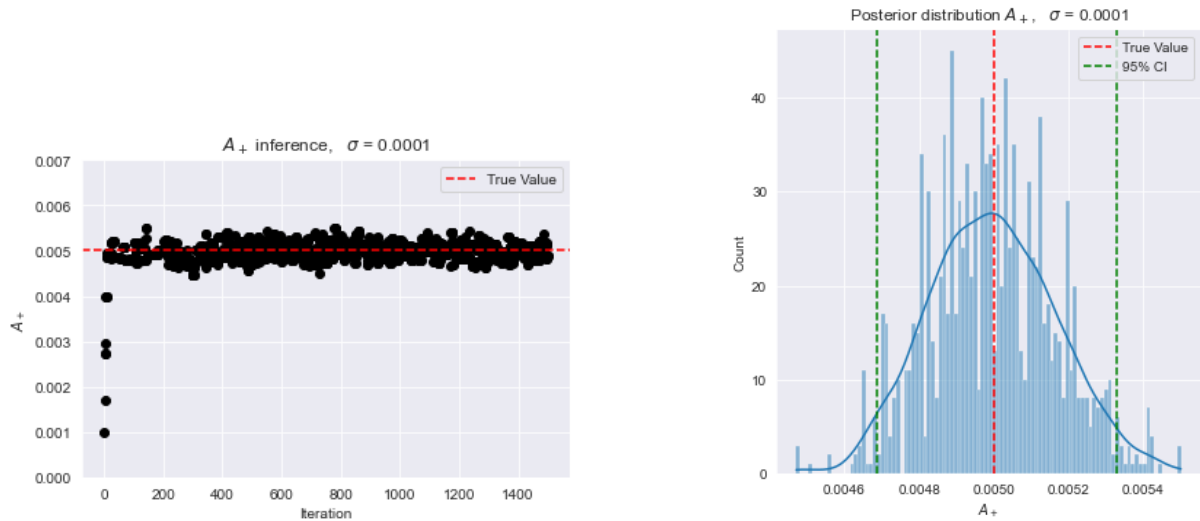 A₊ inference, σ = 0.0001
True Value
0.007
0.006
0.005
0.004
0.003
0.002
0.001
0.000
A₊
0 200 400 600 800 1000 1200 1400
Iteration
Posterior distribution A₊, σ = 0.0001
True Value
95% CI
40
30
20
10
0
Count
0.0046 0.0048 0.0050 0.0052 0.0054
A₊